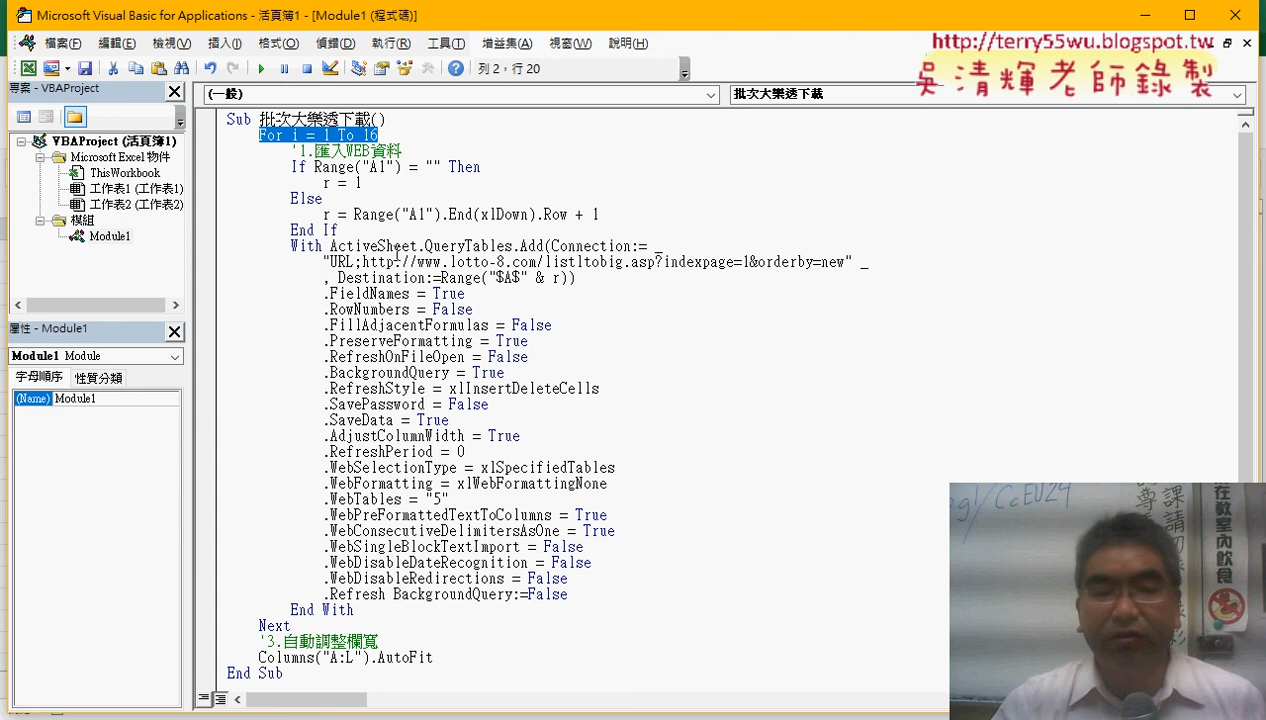 Microsoft Visual Basic for Applications - 活頁簿1 - [Module1 (程式碼)]
檔案(F) 編輯(E) 檢視(V) 插入(I) 格式(O) 偵錯(D) 執行(R) 工具(T) 增益集(A) 視窗(W) 說明(H)
http://terry55wu.blogspot.tw
吳清輝老師錄製
列 2，行 20
專案 - VBAProject
(一般)
批次大樂透下載
VBAProject (活頁簿1)
Microsoft Excel 物件
ThisWorkbook
工作表1 (工作表1)
工作表2 (工作表2)
模組
Module1
屬性 - Module1
Module1 Module
字母順序 性質分類
(Name) Module1
Sub 批次大樂透下載()
For i = 1 To 16
'1.匯入WEB資料
If Range("A1") = "" Then
r = 1
Else
r = Range("A1").End(xlDown).Row + 1
End If
With ActiveSheet.QueryTables.Add(Connection:= _
"URL;http://www.lotto-8.com/listltobig.asp?indexpage=1&orderby=new" _
, Destination:=Range("$A$" & r))
.FieldNames = True
.RowNumbers = False
.FillAdjacentFormulas = False
.PreserveFormatting = True
.RefreshOnFileOpen = False
.BackgroundQuery = True
.RefreshStyle = xlInsertDeleteCells
.SavePassword = False
.SaveData = True
.AdjustColumnWidth = True
.RefreshPeriod = 0
.WebSelectionType = xlSpecifiedTables
.WebFormatting = xlWebFormattingNone
.WebTables = "5"
.WebPreFormattedTextToColumns = True
.WebConsecutiveDelimitersAsOne = True
.WebSingleBlockTextImport = False
.WebDisableDateRecognition = False
.WebDisableRedirections = False
.Refresh BackgroundQuery:=False
End With
Next
'3.自動調整欄寬
Columns("A:L").AutoFit
End Sub
在教室內飲食